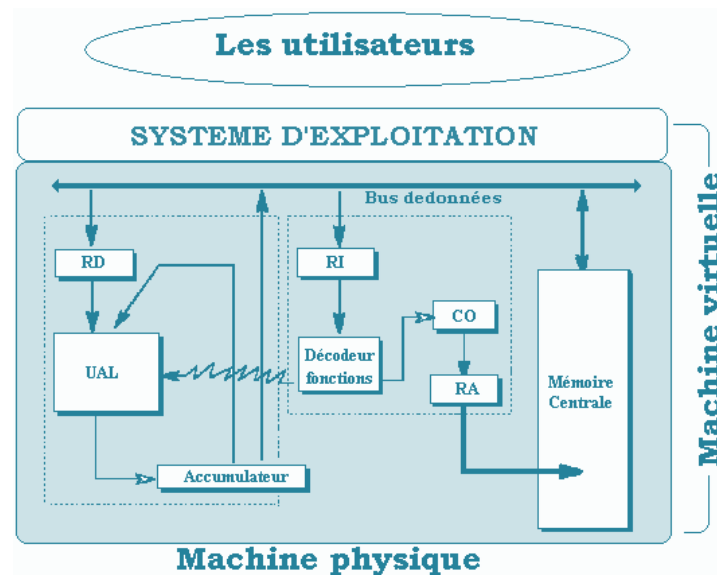 Les utilisateurs
SYSTEME D'EXPLOITATION
Bus dedonnées
RD
RI
CO
UAL
Décodeur
fonctions
RA
Mémoire
Centrale
Accumulateur
Machine physique
Machine virtuelle